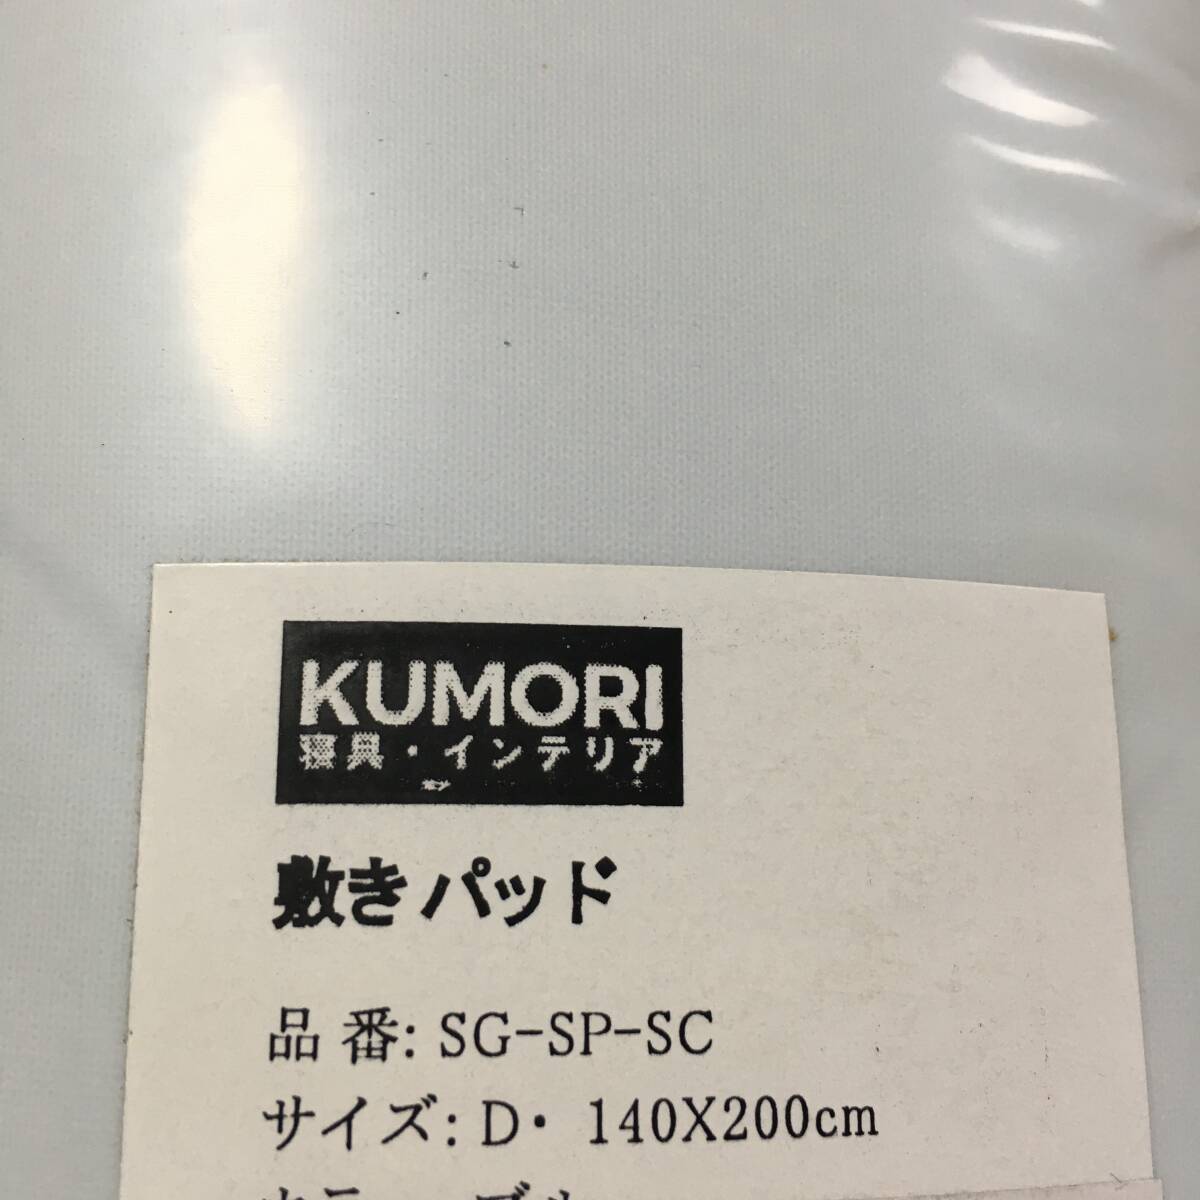 KUMORI
寝具・インテリア
敷きパッド
品 番: SG-SP-SC
サイズ: D・ 140X200cm